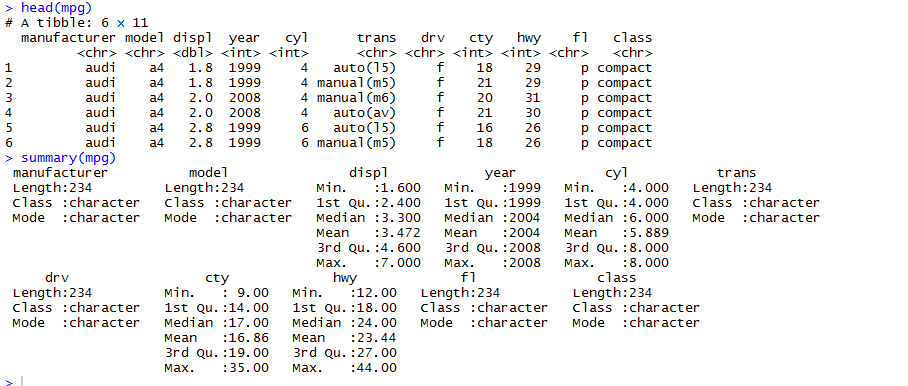 > head(mpg)
# A tibble: 6 × 11
  manufacturer model displ  year   cyl      trans   drv   cty   hwy    fl   class
         <chr> <chr> <dbl> <int> <int>      <chr> <chr> <int> <int> <chr>   <chr>
1         audi    a4   1.8  1999     4   auto(l5)     f    18    29     p compact
2         audi    a4   1.8  1999     4 manual(m5)     f    21    29     p compact
3         audi    a4   2.0  2008     4 manual(m6)     f    20    31     p compact
4         audi    a4   2.0  2008     4   auto(av)     f    21    30     p compact
5         audi    a4   2.8  1999     6   auto(l5)     f    16    26     p compact
6         audi    a4   2.8  1999     6 manual(m5)     f    18    26     p compact
> summary(mpg)
 manufacturer          model               displ            year           cyl           trans
 Length:234         Length:234         Min.   :1.600   Min.   :1999   Min.   :4.000   Length:234
 Class :character   Class :character   1st Qu.:2.400   1st Qu.:1999   1st Qu.:4.000   Class :character
 Mode  :character   Mode  :character   Median :3.300   Median :2004   Median :6.000   Mode  :character
                                       Mean   :3.472   Mean   :2004   Mean   :5.889
                                       3rd Qu.:4.600   3rd Qu.:2008   3rd Qu.:8.000
                                       Max.   :7.000   Max.   :2008   Max.   :8.000
     drv                 cty             hwy             fl               class
 Length:234         Min.   : 9.00   Min.   :12.00   Length:234         Length:234
 Class :character   1st Qu.:14.00   1st Qu.:18.00   Class :character   Class :character
 Mode  :character   Median :17.00   Median :24.00   Mode  :character   Mode  :character
                    Mean   :16.86   Mean   :23.44
                    3rd Qu.:19.00   3rd Qu.:27.00
                    Max.   :35.00   Max.   :44.00
>